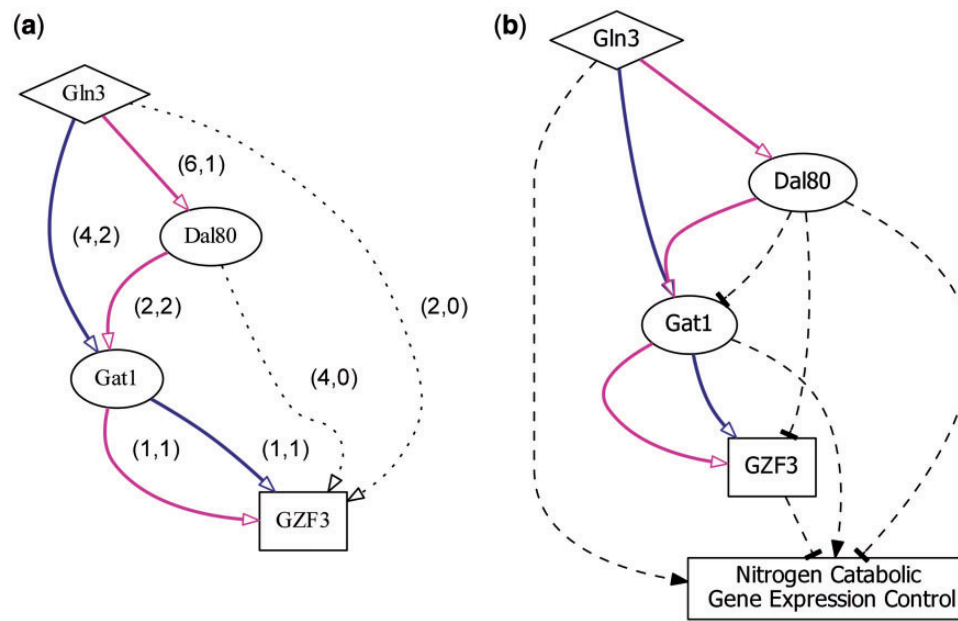 (a)
Gln3
(6,1)
(4,2)
Dal80
(2,2)
(2,0)
Gat1
(4,0)
(1,1)
(1,1)
GZF3
(b)
Gln3
Dal80
Gat1
GZF3
Nitrogen Catabolic
Gene Expression Control